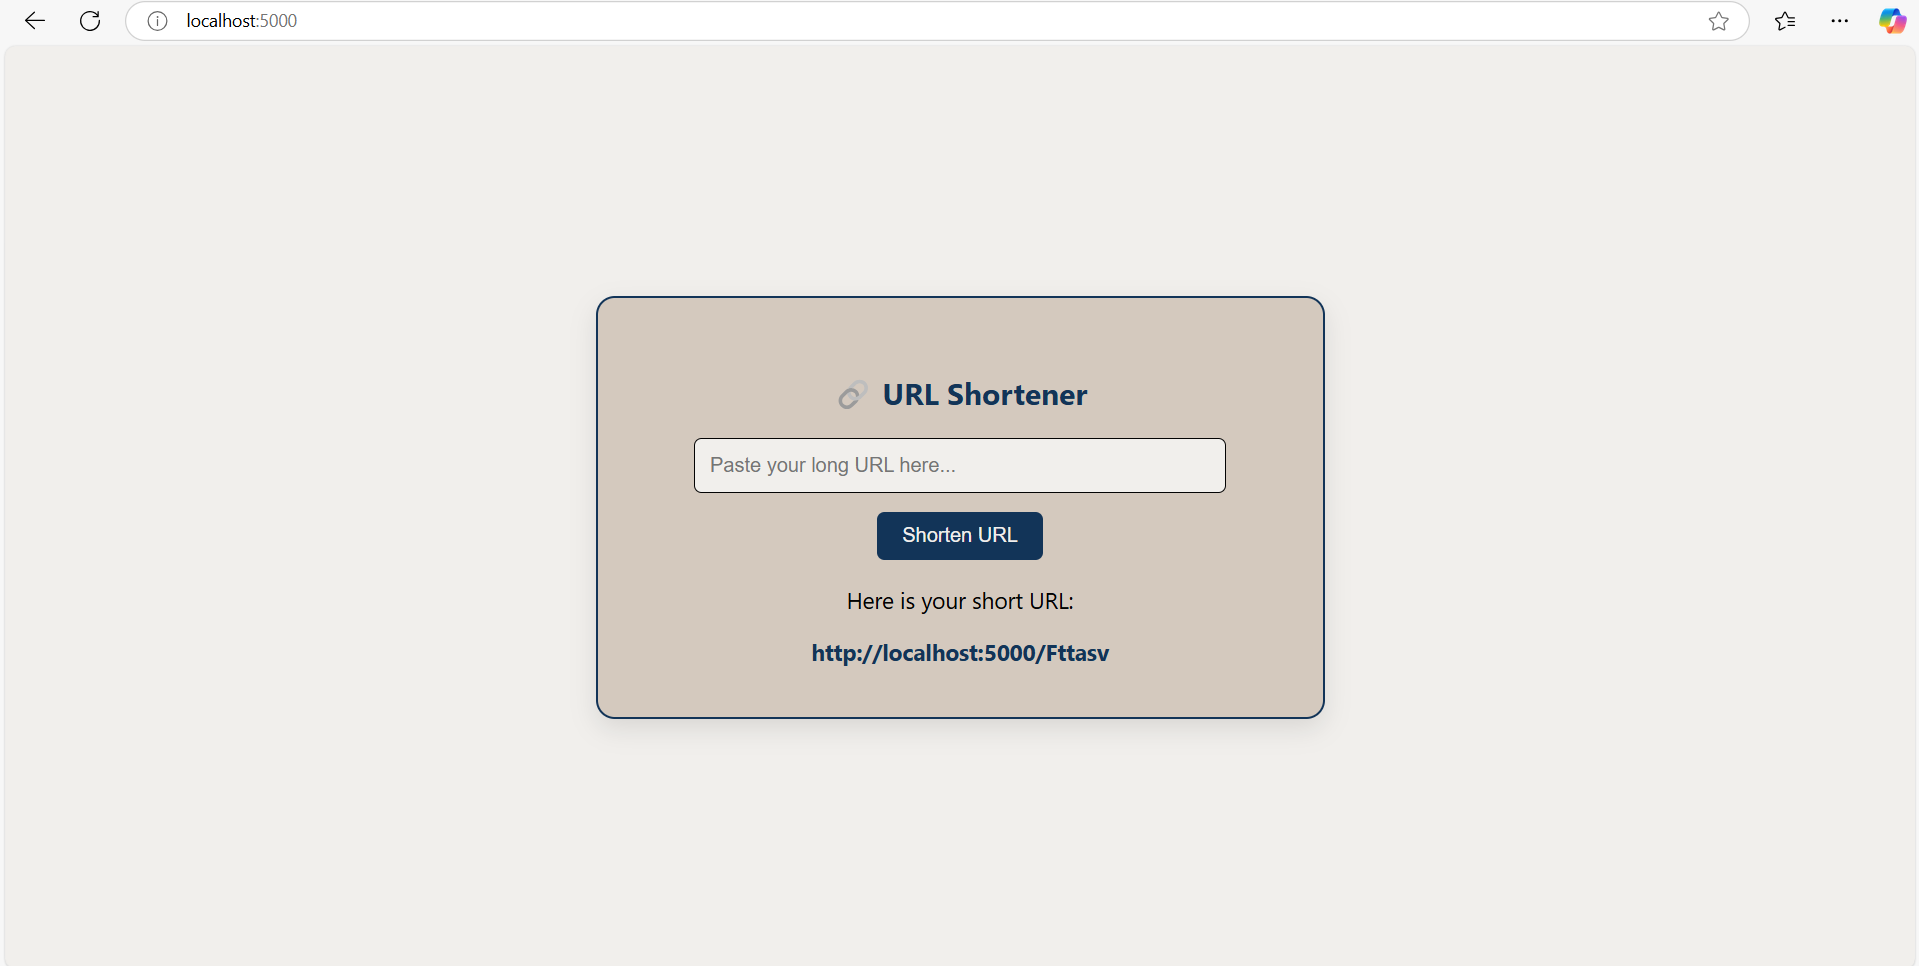 localhost:5000
URL Shortener
Paste your long URL here...
Shorten URL
Here is your short URL:
http://localhost:5000/Fttasv